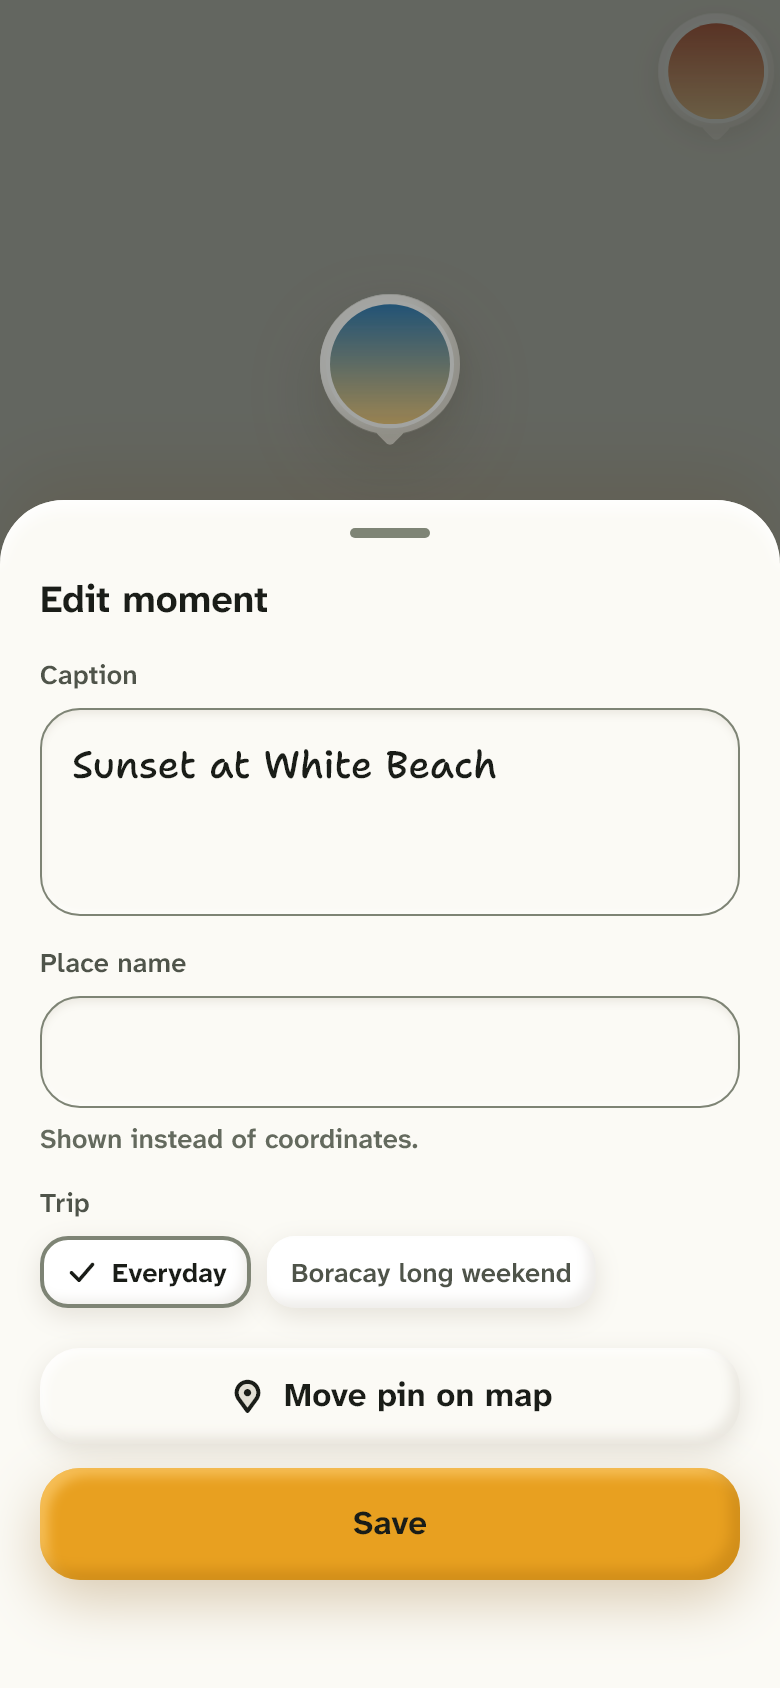 Edit moment
Caption
Sunset at White Beach
Place name
Shown instead of coordinates.
Trip
Everyday
Boracay long weekend
Move pin on map
Save